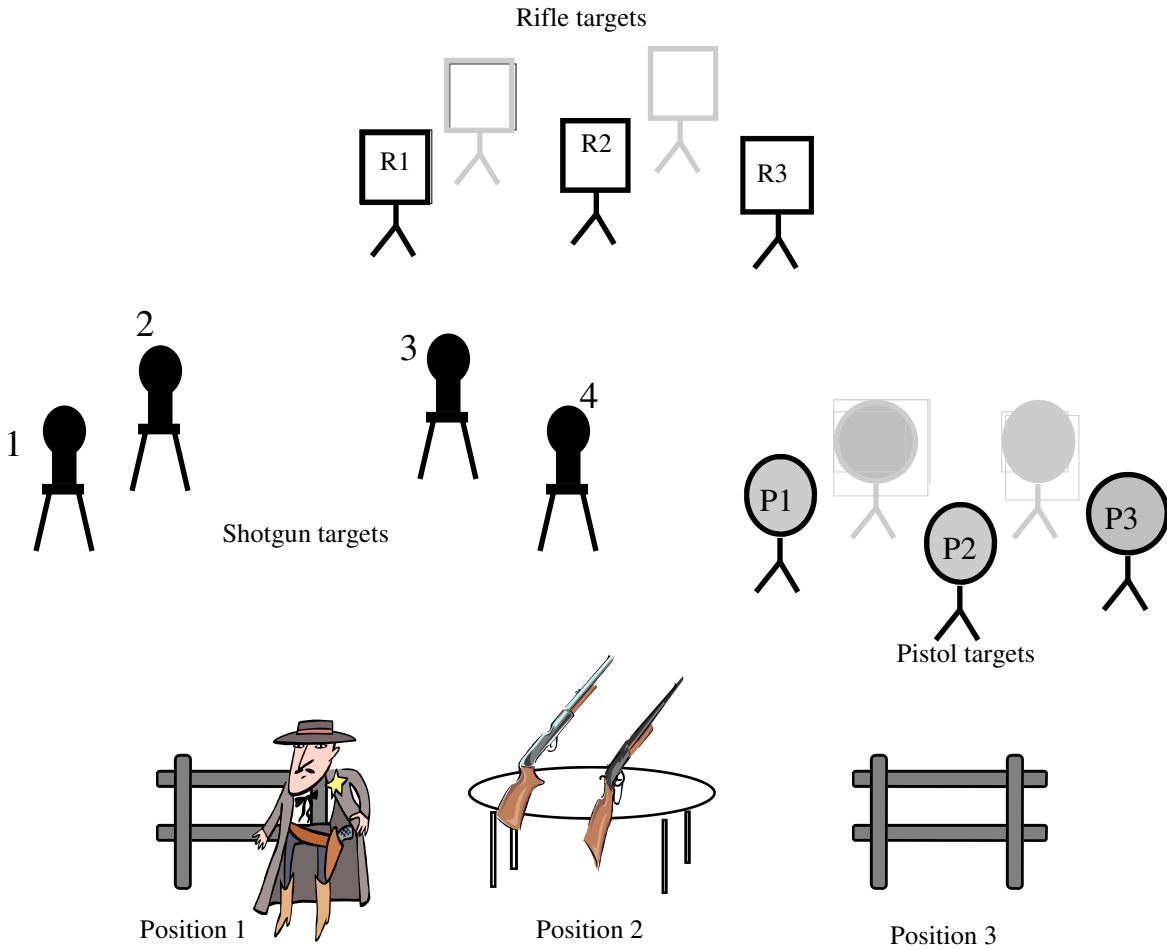 Rifle targets
R1
R2
R3
2
3
4
1
P1
P2
P3
Shotgun targets
Pistol targets
Position 1
Position 2
Position 3